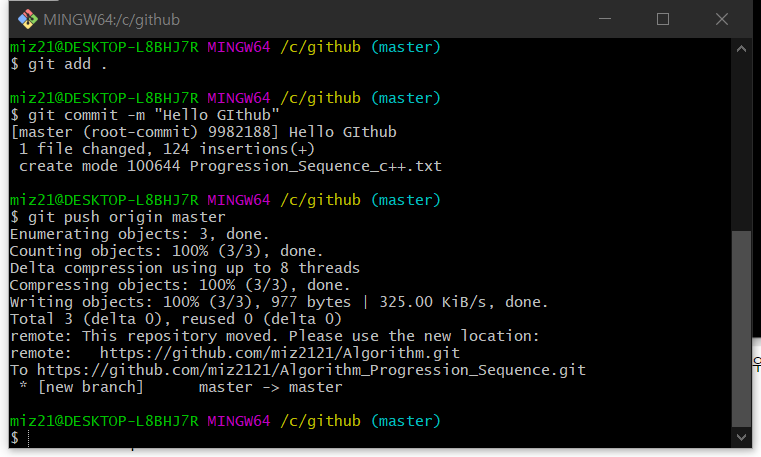 MINGW64:/c/github
miz21@DESKTOP-L8BHJ7R MINGW64 /c/github (master)
$ git add .
miz21@DESKTOP-L8BHJ7R MINGW64 /c/github (master)
$ git commit -m "Hello GIthub"
[master (root-commit) 9982188] Hello GIthub
 1 file changed, 124 insertions(+)
 create mode 100644 Progression_Sequence_c++.txt
miz21@DESKTOP-L8BHJ7R MINGW64 /c/github (master)
$ git push origin master
Enumerating objects: 3, done.
Counting objects: 100% (3/3), done.
Delta compression using up to 8 threads
Compressing objects: 100% (3/3), done.
Writing objects: 100% (3/3), 977 bytes | 325.00 KiB/s, done.
Total 3 (delta 0), reused 0 (delta 0)
remote: This repository moved. Please use the new location:
remote:   https://github.com/miz2121/Algorithm.git
To https://github.com/miz2121/Algorithm_Progression_Sequence.git
 * [new branch]      master -> master
miz21@DESKTOP-L8BHJ7R MINGW64 /c/github (master)
$